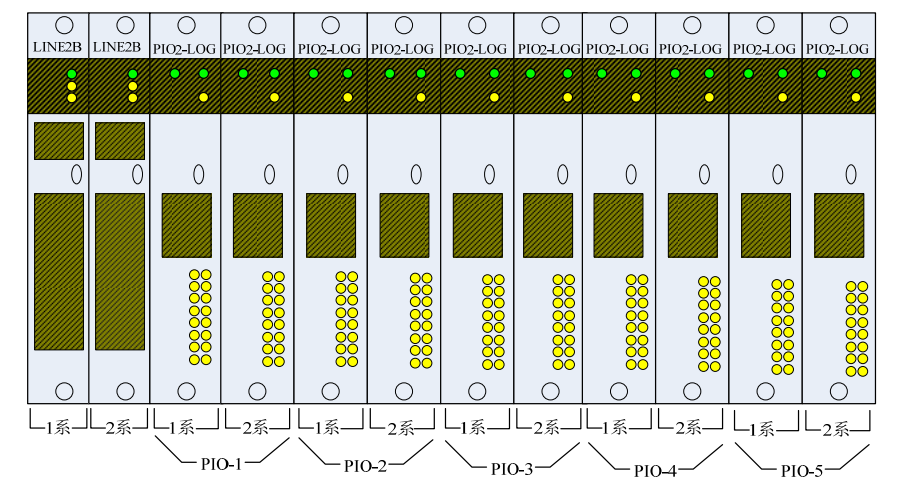 LINE2B LINE2B PIO2-LOG PIO2-LOG PIO2-LOG PIO2-LOG PIO2-LOG PIO2-LOG PIO2-LOG PIO2-LOG PIO2-LOG PIO2-LOG
1系 2系 1系 2系 1系 2系 1系 2系 1系 2系 1系 2系
PIO-1 PIO-2 PIO-3 PIO-4 PIO-5